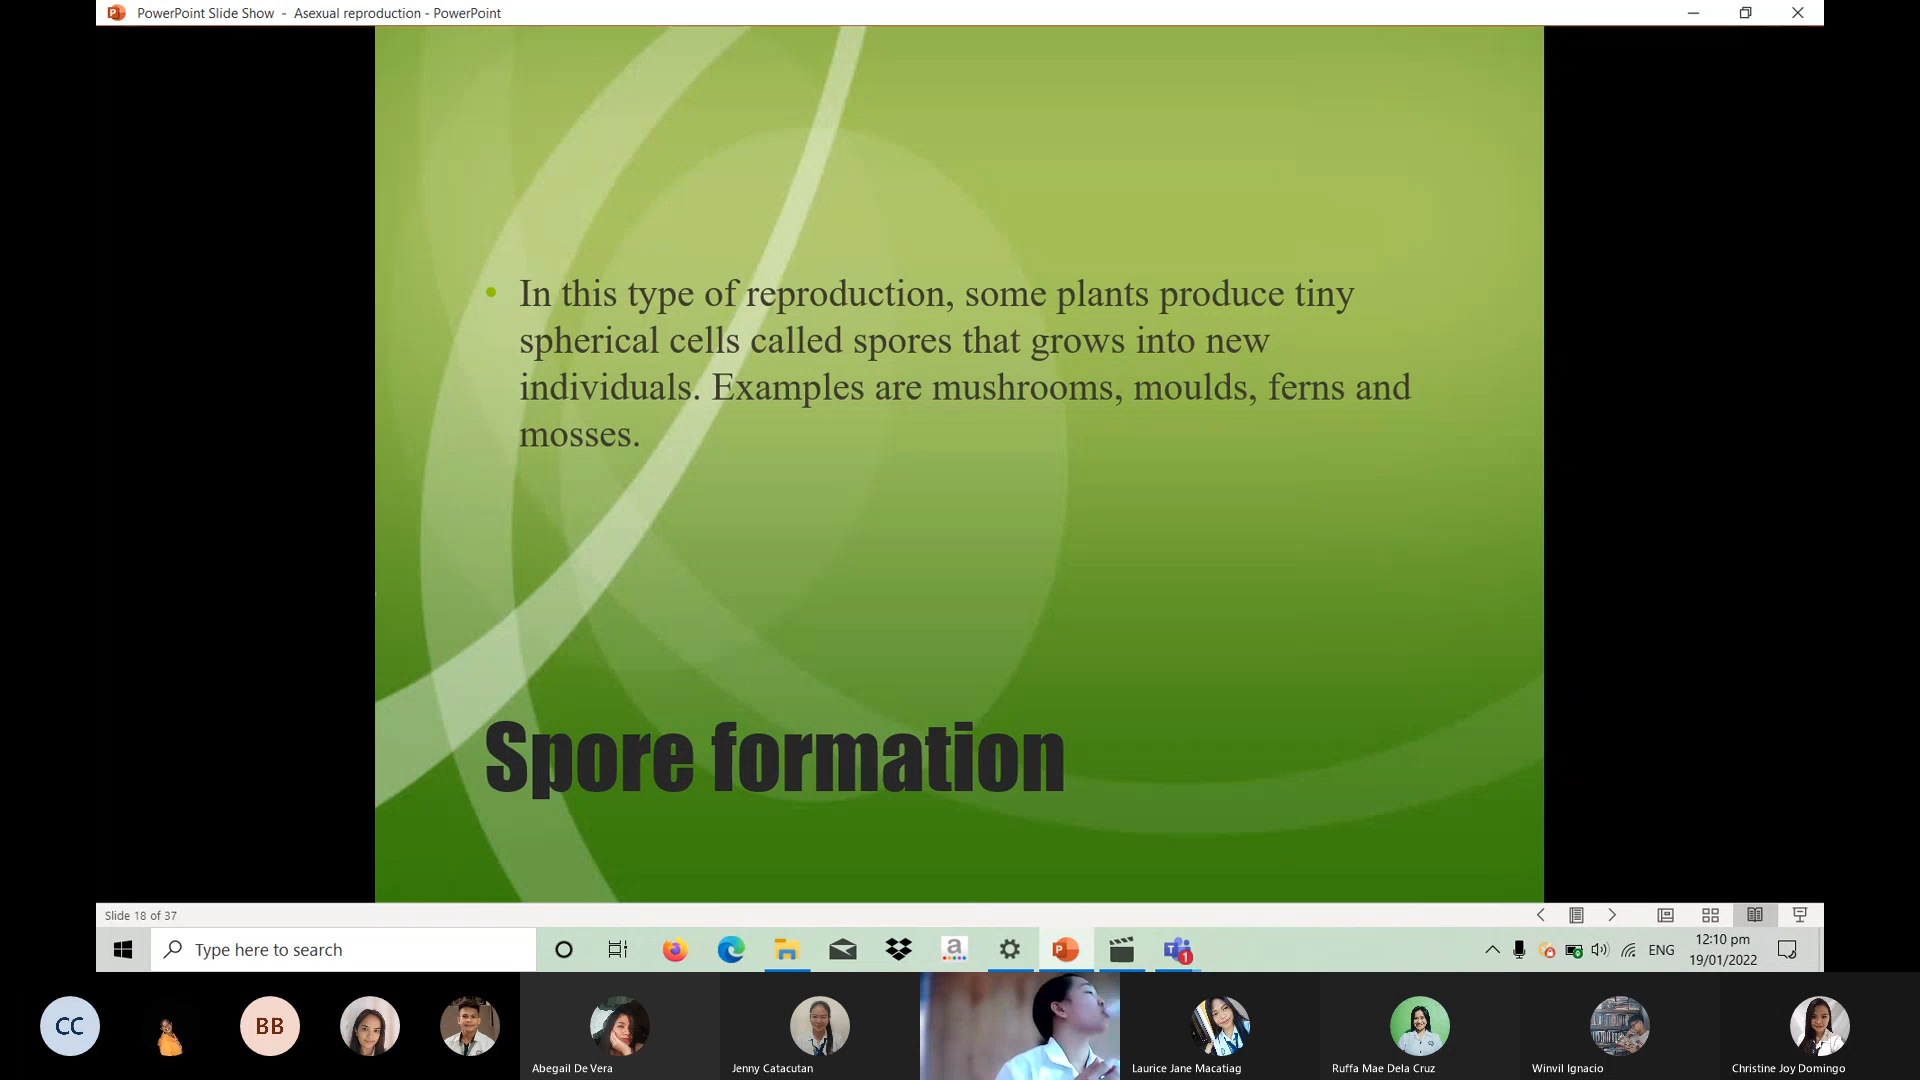 PowerPoint Slide Show - Asexual reproduction - PowerPoint
• In this type of reproduction, some plants produce tiny
spherical cells called spores that grows into new
individuals. Examples are mushrooms, moulds, ferns and
mosses.
Spore formation
Slide 18 of 37
Type here to search
a
1
ENG
12:10 pm
19/01/2022
CC
BB
Abegail De Vera
Jenny Catacutan
Laurice Jane Macatiag
Ruffa Mae Dela Cruz
Winvil Ignacio
Christine Joy Domingo